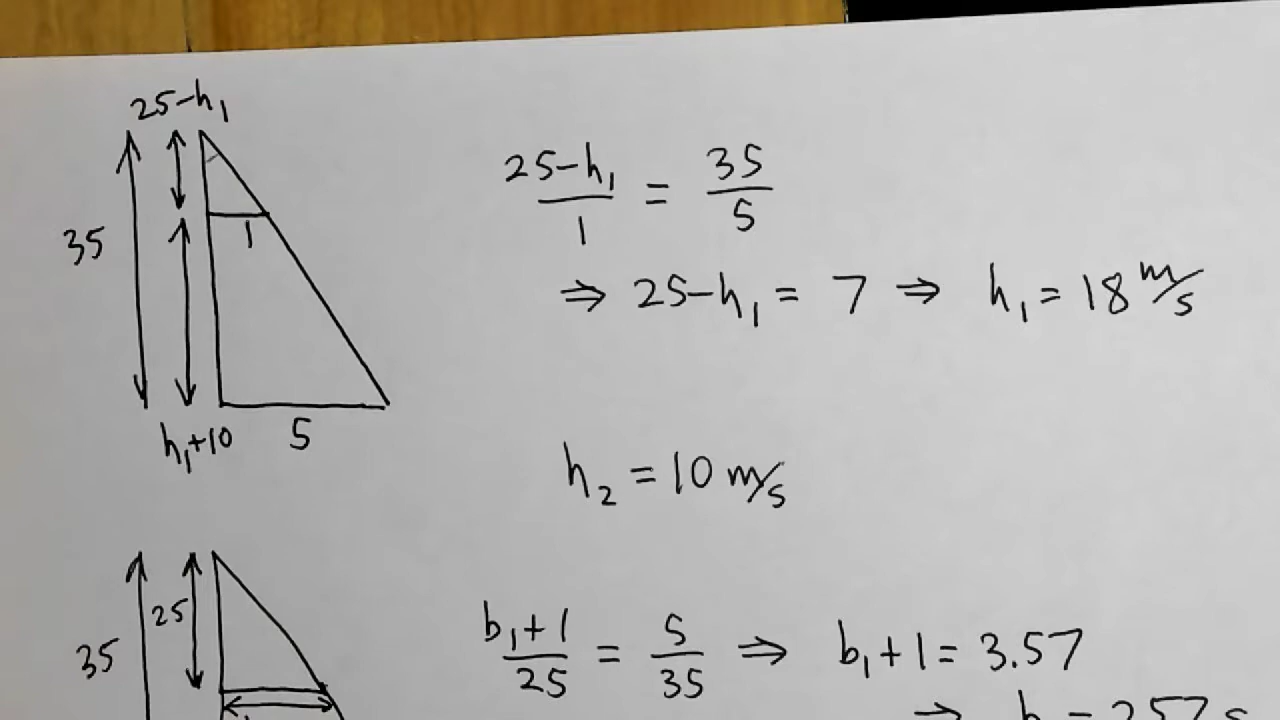 25-h₁
35
1
h₁+10
5
25-h₁/1 = 35/5
⇒ 25-h₁ = 7 ⇒ h₁ = 18 m/s
h₂ = 10 m/s
35
25
b₁+1/25 = 5/35 ⇒ b₁+1 = 3.57